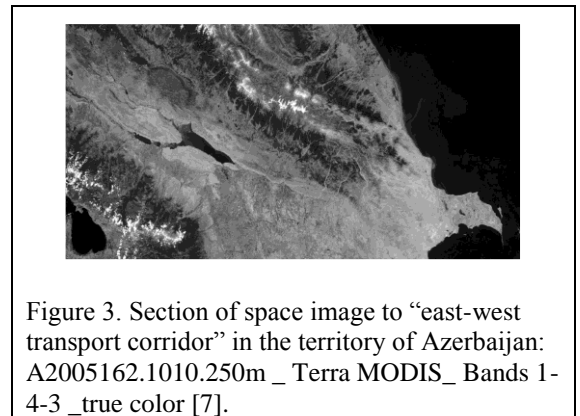 Figure 3. Section of space image to “east-west
transport corridor” in the territory of Azerbaijan:
A2005162.1010.250m _ Terra MODIS_ Bands 1-
4-3 _true color [7].